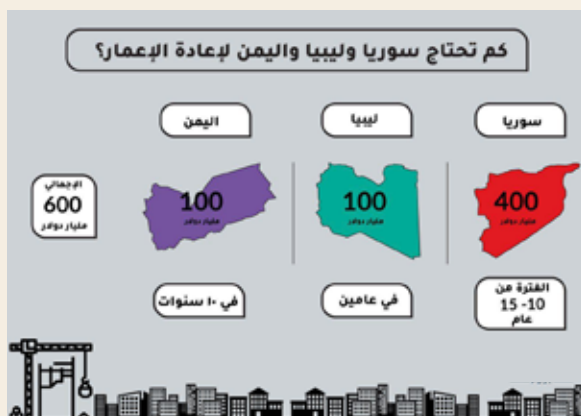 كم تحتاج سوريا وليبيا واليمن لإعادة الإعمار؟
سوريا
ليبيا
اليمن
400
مليار دولار
100
مليار دولار
100
مليار دولار
الإجمالي
600
مليار دولار
الفترة من
10- 15
عام
في عامين
في ١٠ سنوات